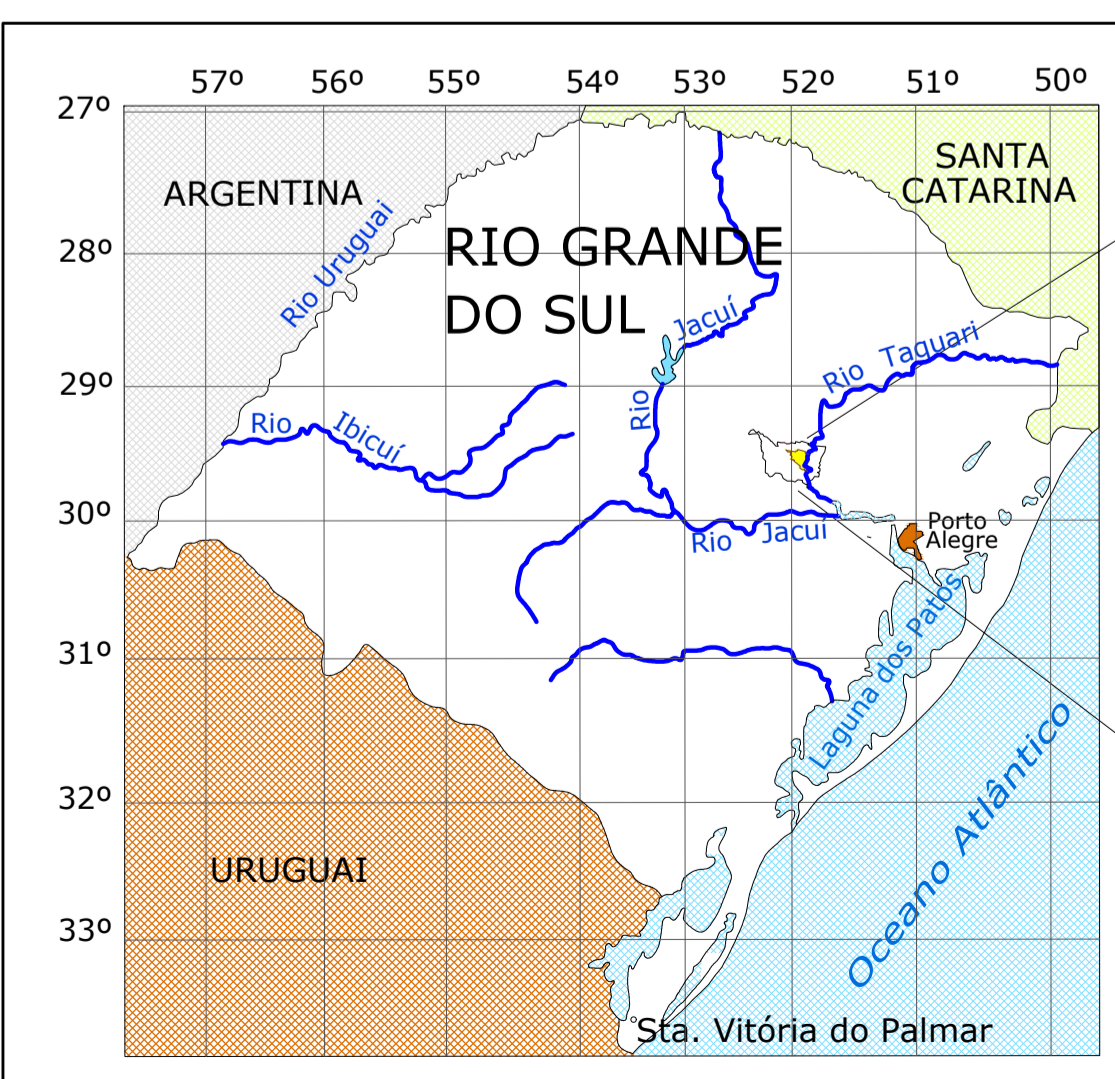 57º 56º 55º 54º 53º 52º 51º 50º
27º
SANTA
CATARINA
ARGENTINA
Rio Uruguai
28º
RIO GRANDE
DO SUL
Jacuí
Rio Taquari
29º
Rio
Rio Ibicuí
30º
Porto
Alegre
Rio Jacuí
31º
Laguna dos Patos
Oceano Atlântico
32º
URUGUAI
33º
Sta. Vitória do Palmar